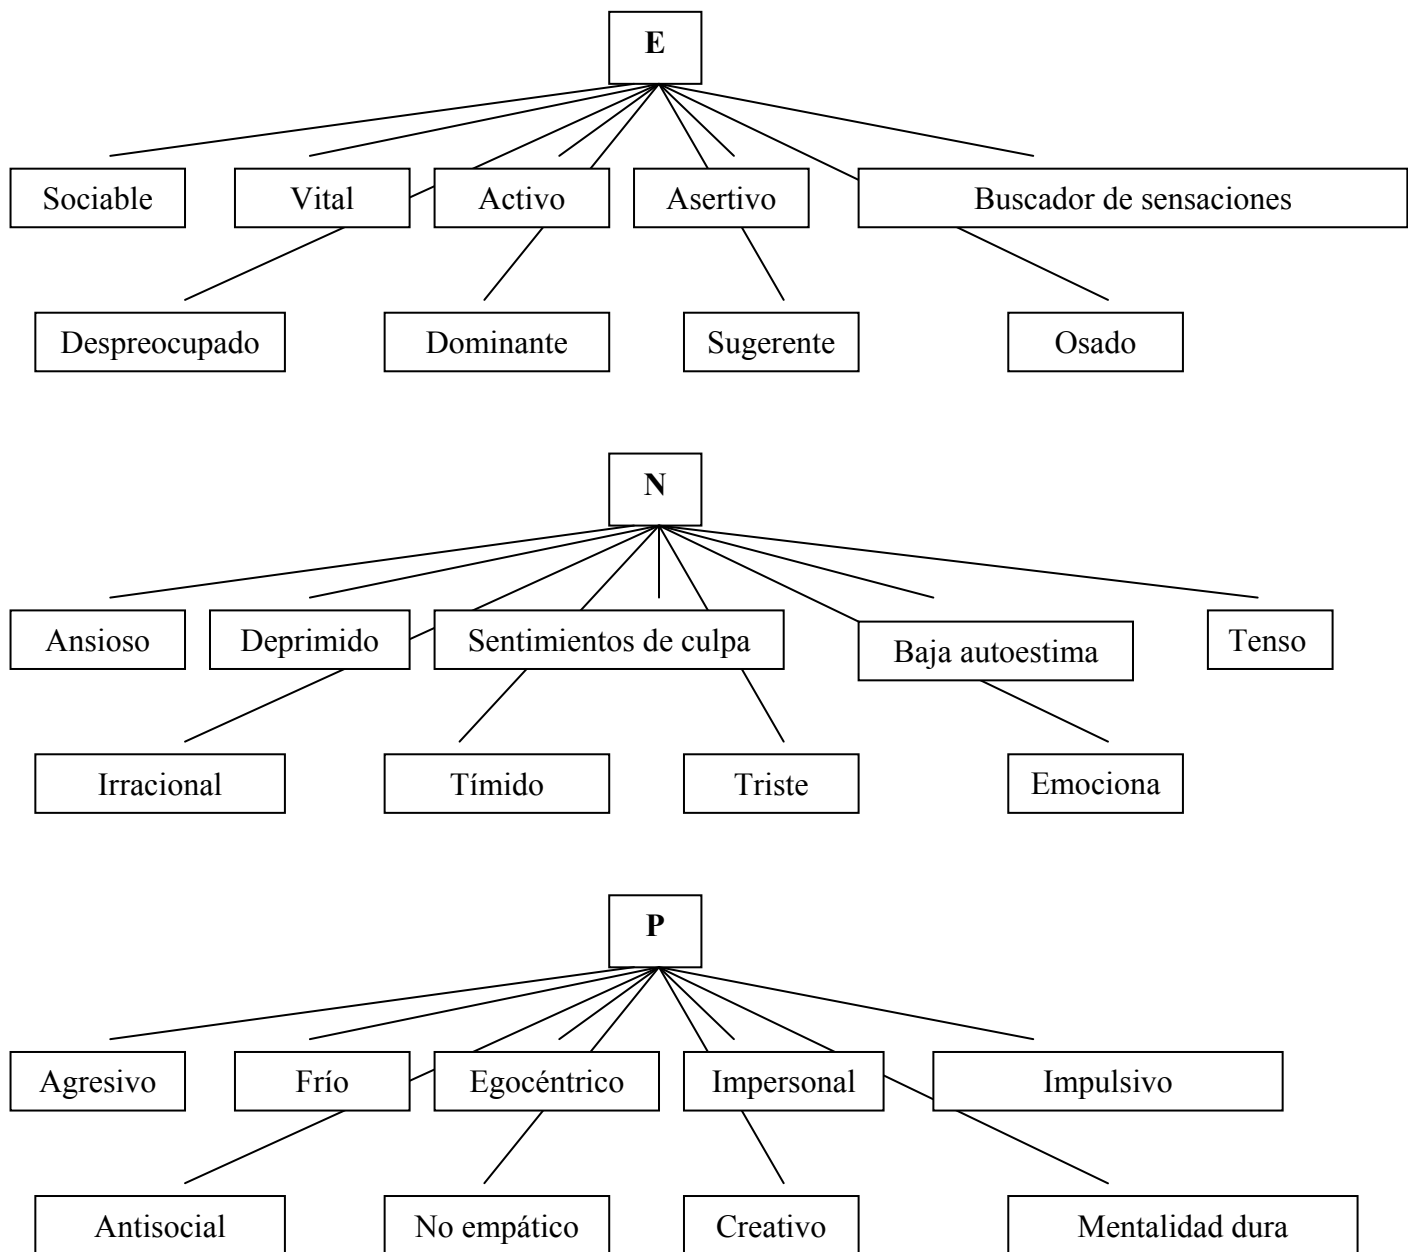 E
Sociable Vital Activo Asertivo Buscador de sensaciones
Despreocupado Dominante Sugerente Osado
N
Ansioso Deprimido Sentimientos de culpa Baja autoestima Tenso
Irracional Tímido Triste Emociona
P
Agresivo Frío Egocéntrico Impersonal Impulsivo
Antisocial No empático Creativo Mentalidad dura